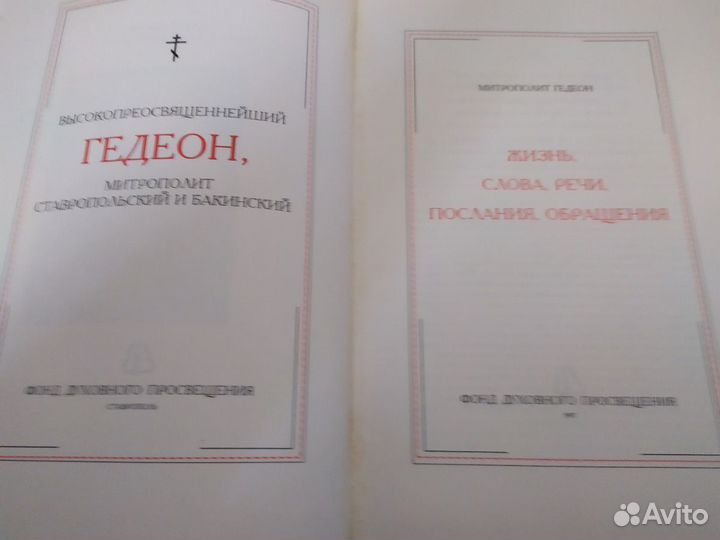 ВЫСОКОПРЕОСВЯЩЕННЕЙШИЙ
ГЕДЕОН,
МИТРОПОЛИТ
СТАВРОПОЛЬСКИЙ И БАКИНСКИЙ
ФОНД ДУХОВНОГО ПРОСВЕЩЕНИЯ
СТАВРОПОЛЬ
МИТРОПОЛИТ ГЕДЕОН
ЖИЗНЬ,
СЛОВА, РЕЧИ,
ПОСЛАНИЯ, ОБРАЩЕНИЯ
ФОНД ДУХОВНОГО ПРОСВЕЩЕНИЯ
Avito